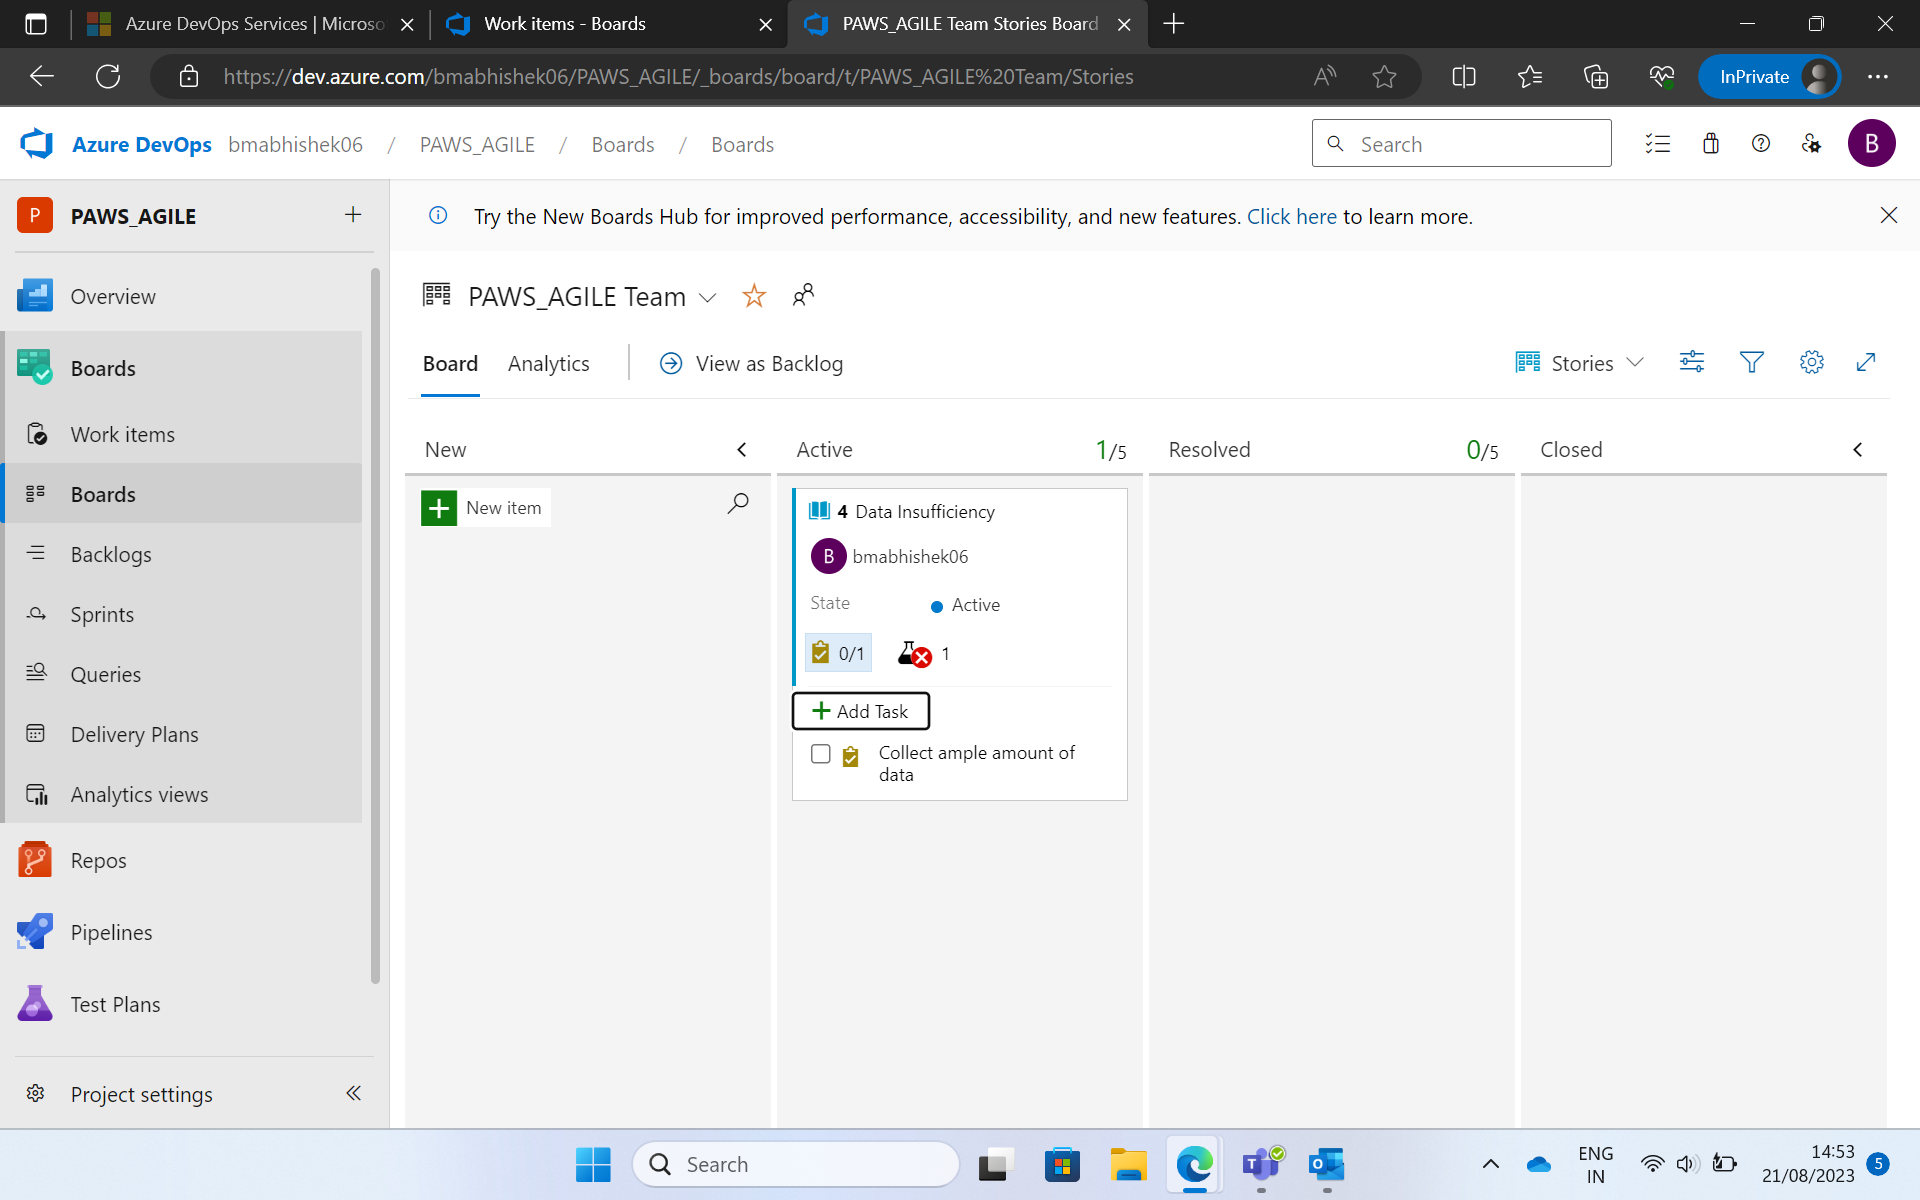 Azure DevOps Services | Microso
Work items - Boards
PAWS_AGILE Team Stories Board
https://dev.azure.com/bmabhishek06/PAWS_AGILE/_boards/board/t/PAWS_AGILE%20Team/Stories
InPrivate
Azure DevOps bmabhishek06 / PAWS_AGILE / Boards / Boards
Search
B
P PAWS_AGILE
Overview
Boards
Work items
Boards
Backlogs
Sprints
Queries
Delivery Plans
Analytics views
Repos
Pipelines
Test Plans
Project settings
Try the New Boards Hub for improved performance, accessibility, and new features. Click here to learn more.
PAWS_AGILE Team
Board Analytics View as Backlog
Stories
New
New item
Active 1/5
4 Data Insufficiency
B bmabhishek06
State Active
0/1 1
Add Task
Collect ample amount of
data
Resolved 0/5
Closed
Search
ENG
IN
14:53
21/08/2023
5